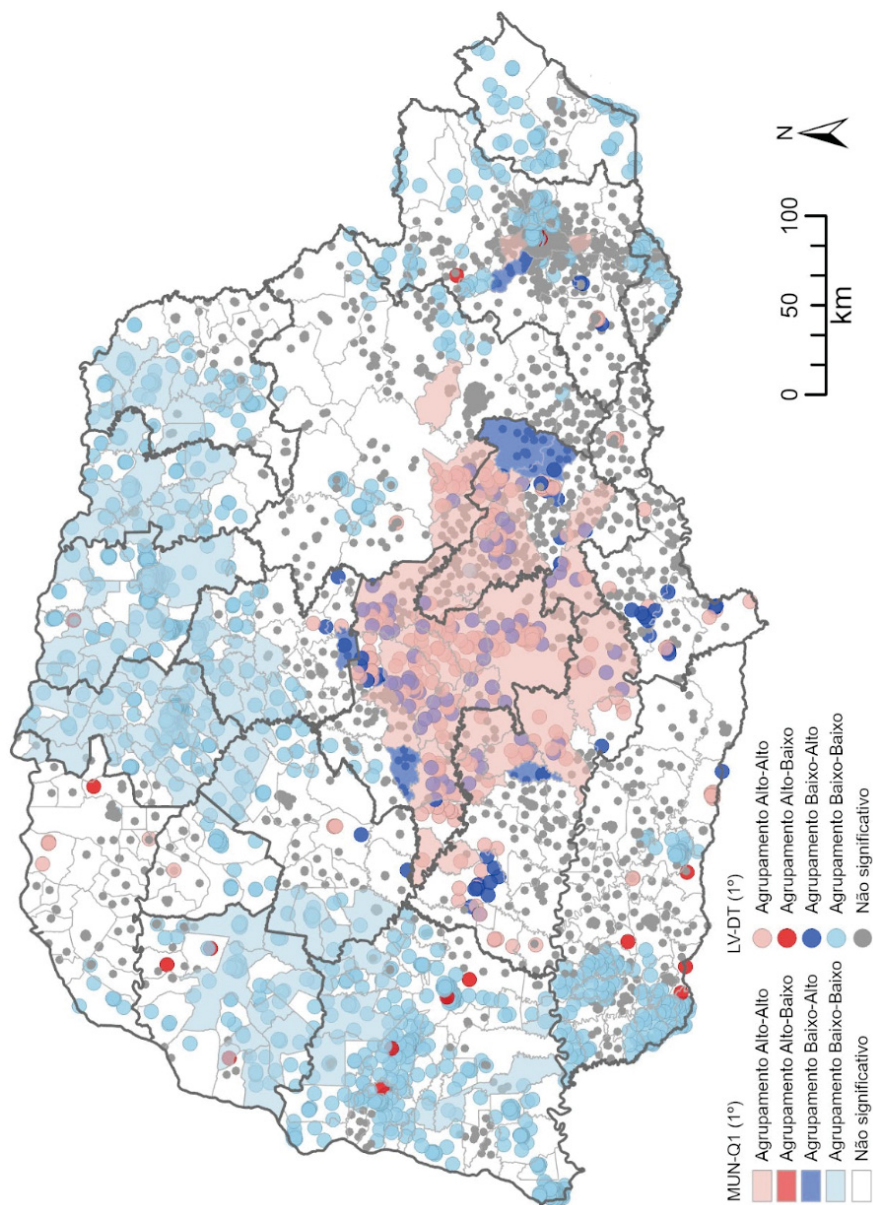 N
0 50 100
km
MUN-Q1 (1º)
Agrupamento Alto-Alto
Agrupamento Alto-Baixo
Agrupamento Baixo-Alto
Agrupamento Baixo-Baixo
Não significativo
LV-DT (1º)
Agrupamento Alto-Alto
Agrupamento Alto-Baixo
Agrupamento Baixo-Alto
Agrupamento Baixo-Baixo
Não significativo